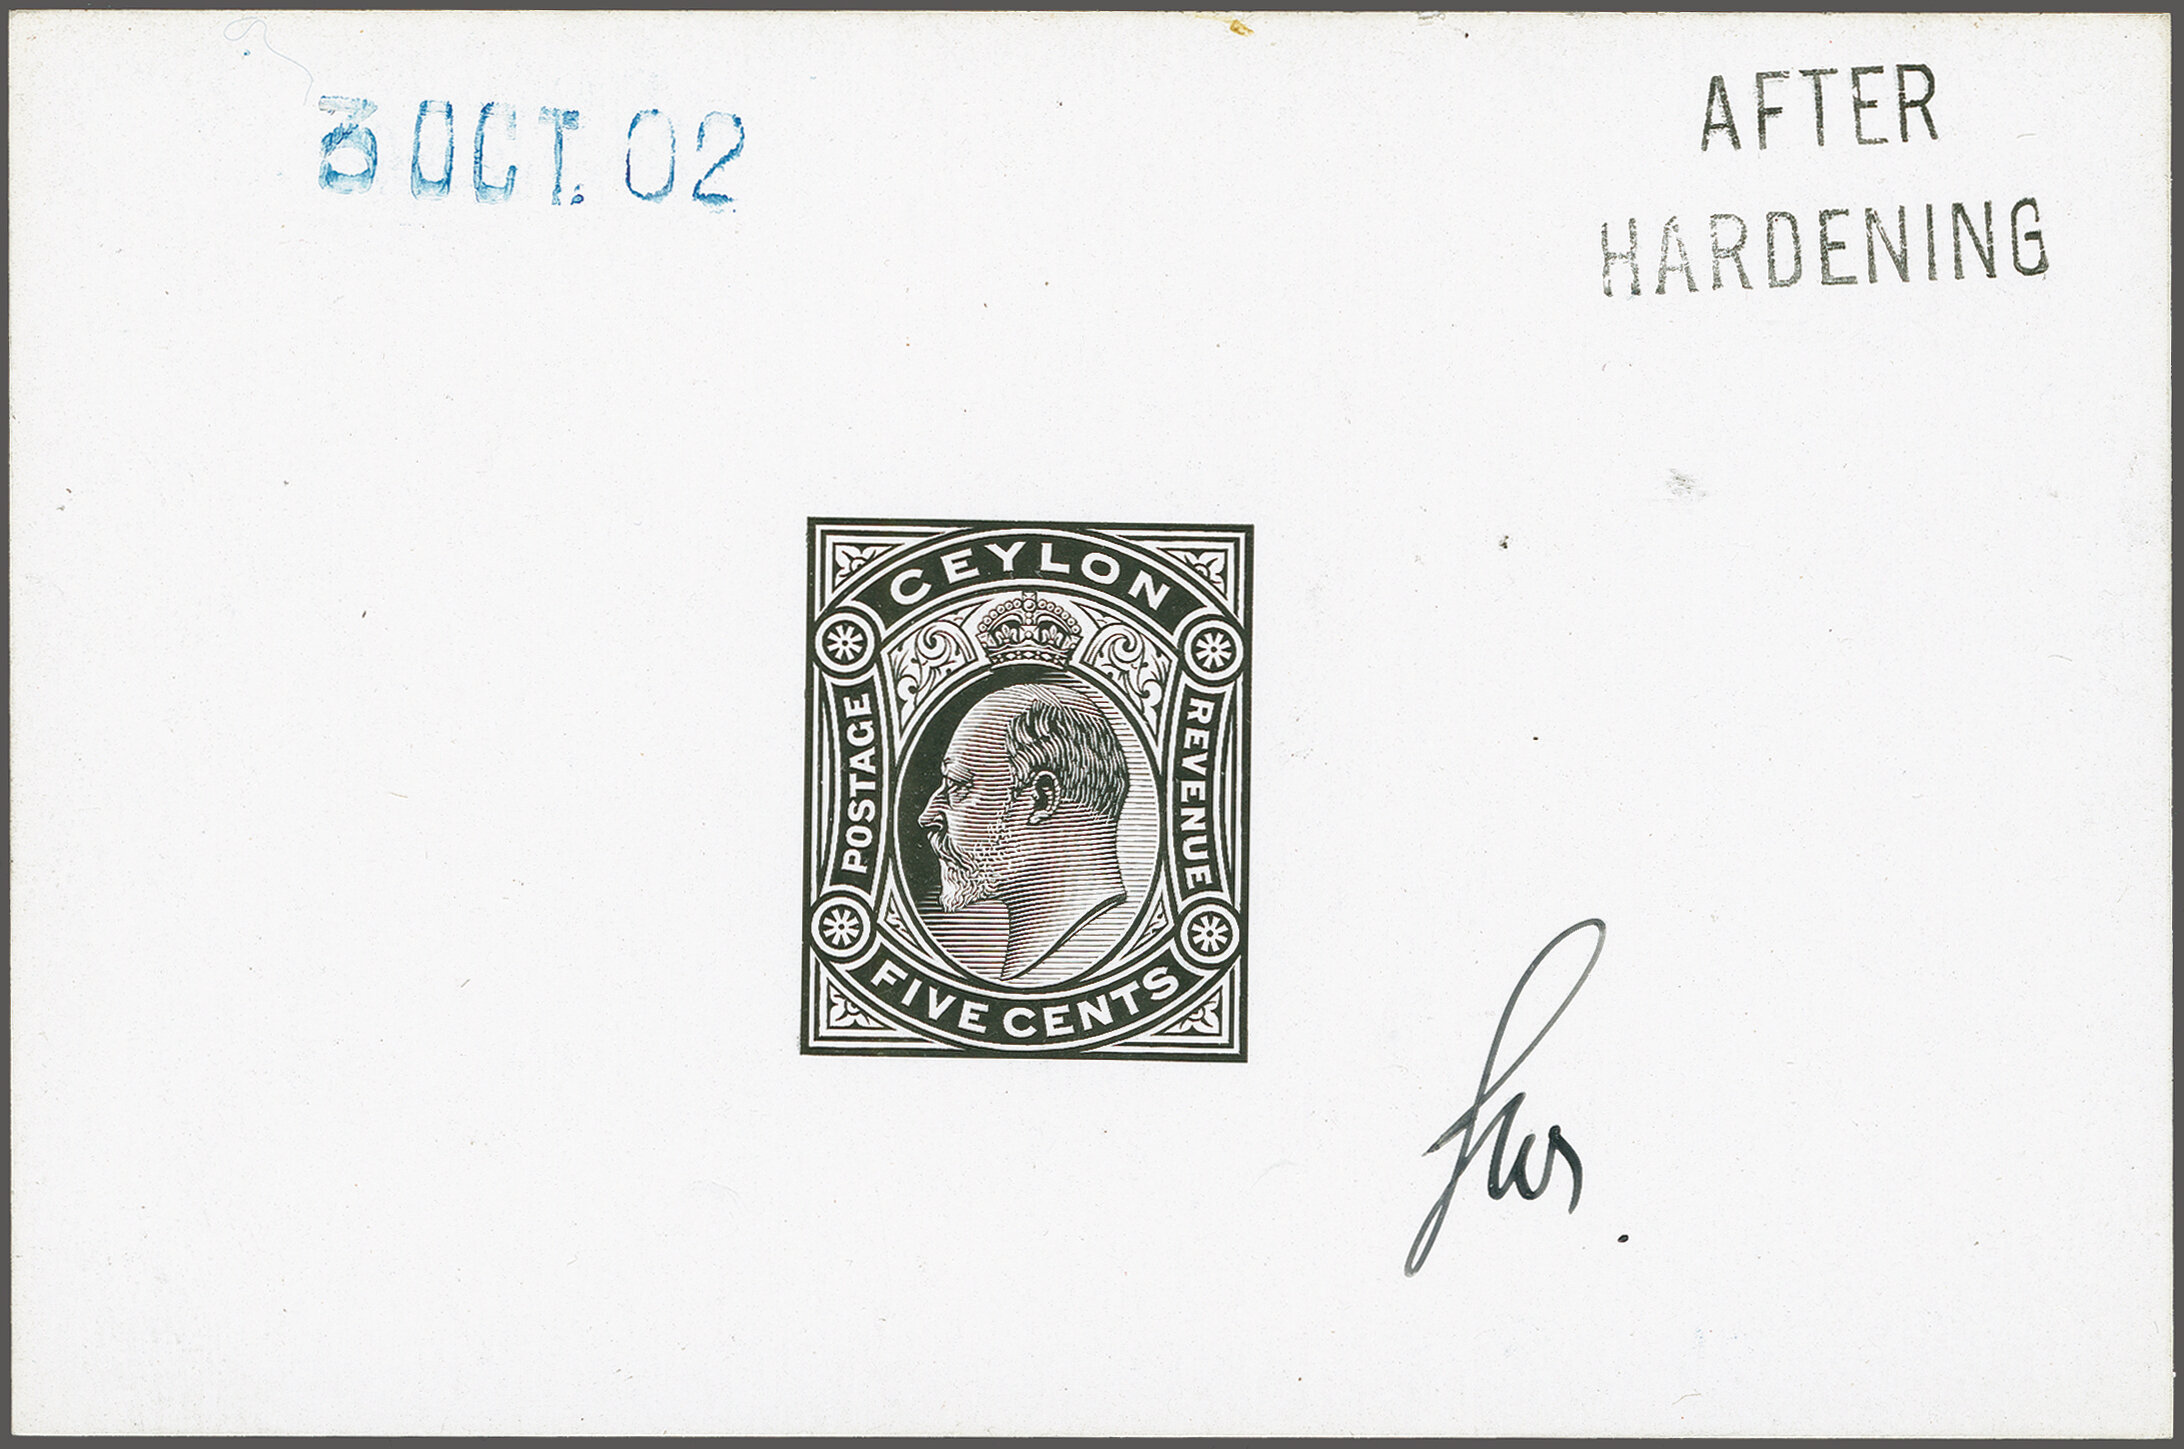 3 OCT. 02
AFTER
HARDENING
CEYLON
POSTAGE
REVENUE
FIVE CENTS